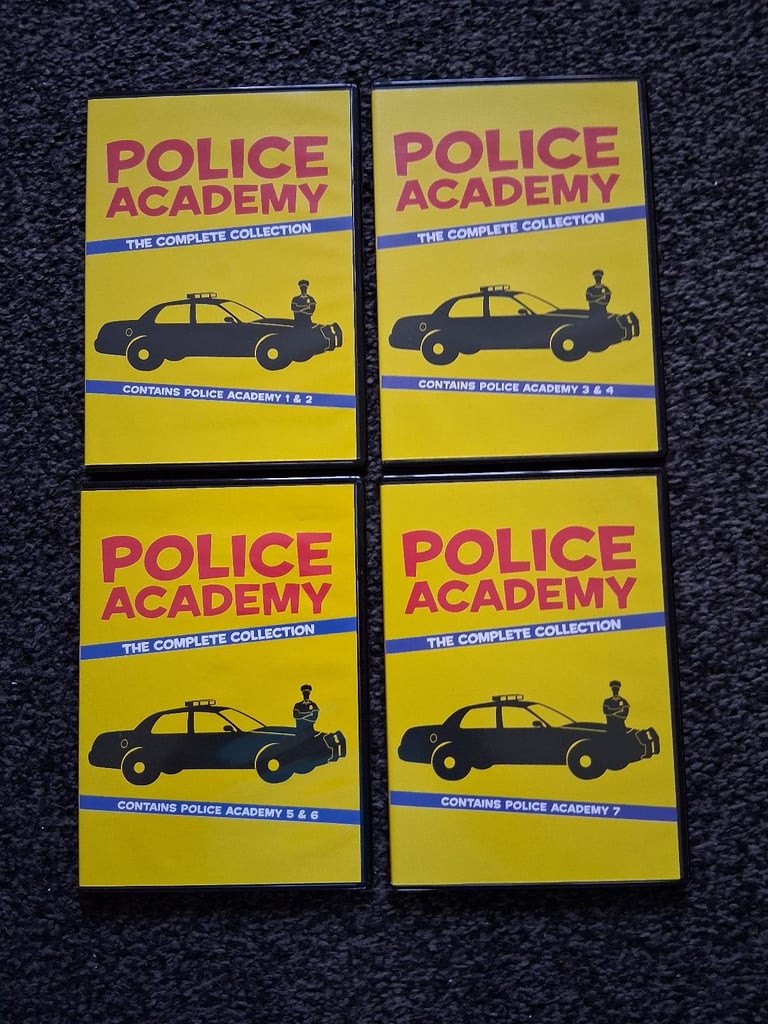 POLICE
ACADEMY
THE COMPLETE COLLECTION
CONTAINS POLICE ACADEMY 1 & 2
POLICE
ACADEMY
THE COMPLETE COLLECTION
CONTAINS POLICE ACADEMY 3 & 4
POLICE
ACADEMY
THE COMPLETE COLLECTION
CONTAINS POLICE ACADEMY 5 & 6
POLICE
ACADEMY
THE COMPLETE COLLECTION
CONTAINS POLICE ACADEMY 7